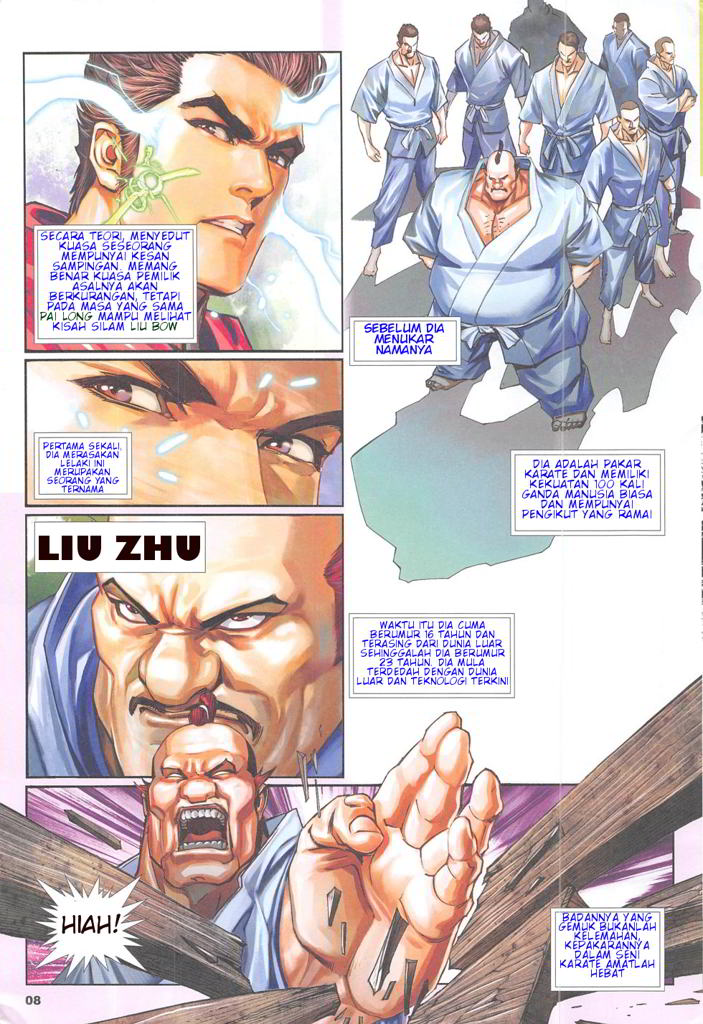 SECARA TEORI, MENYEDUT
KUASA SESEORANG
MEMPUNYAI KESAN
SAMPINGAN. MEMANG
BENAR KUASA PEMILIK
ASALNYA AKAN
BERKURANGAN, TETAPI
PADA MASA YANG SAMA
PAI LONG MAMPU MELIHAT
KISAH SILAM LIU BOW
SEBELUM DIA
MENUKAR
NAMANYA
PERTAMA SEKALI,
DIA MERASAKAN
LELAKI INI
MERUPAKAN
SEORANG YANG
TERNAMA
DIA ADALAH PAKAR
KARATE DAN MEMILIKI
KEKUATAN 100 KALI
GANDA MANUSIA BIASA
DAN MEMPUNYAI
PENGIKUT YANG RAMAI
LIU ZHU
WAKTU ITU DIA CUMA
BERUMUR 16 TAHUN DAN
TERASING DARI DUNIA LUAR
SEHINGGALAH DIA BERUMUR
23 TAHUN. DIA MULA
TERDEDAH DENGAN DUNIA
LUAR DAN TEKNOLOGI TERKINI
HIAH!
BADANNYA YANG
GEMUK BUKANLAH
KELEMAHAN,
KEPAKARANNYA
DALAM SENI
KARATE AMATLAH
HEBAT
08